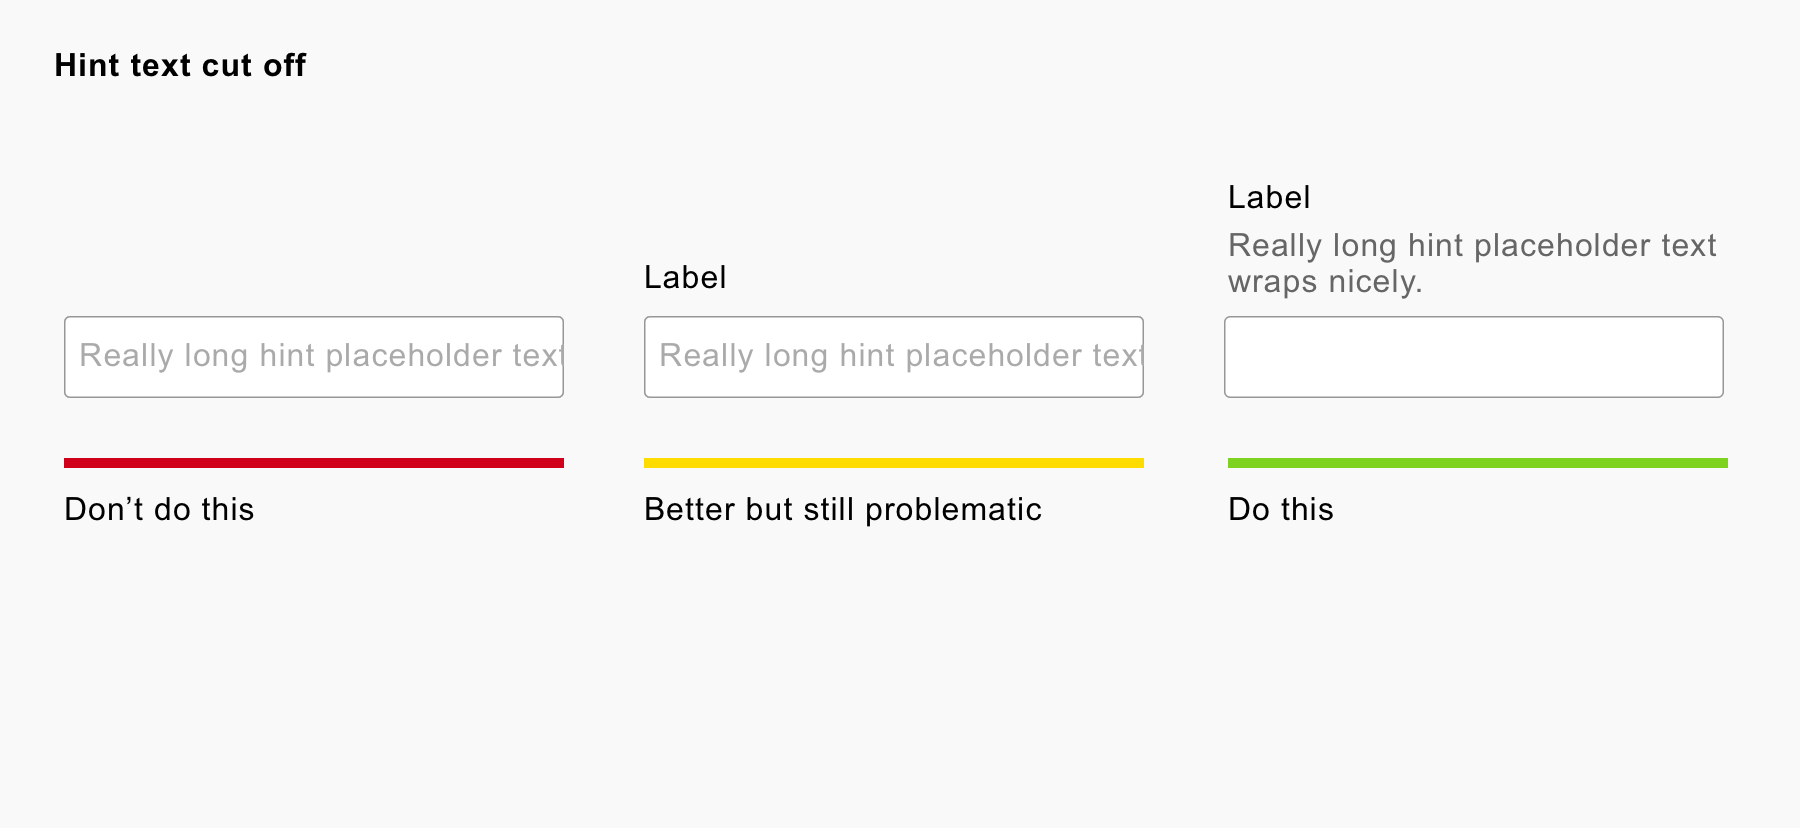 Hint text cut off
Really long hint placeholder text
Don’t do this
Label
Really long hint placeholder text
Better but still problematic
Label
Really long hint placeholder text
wraps nicely.
Do this